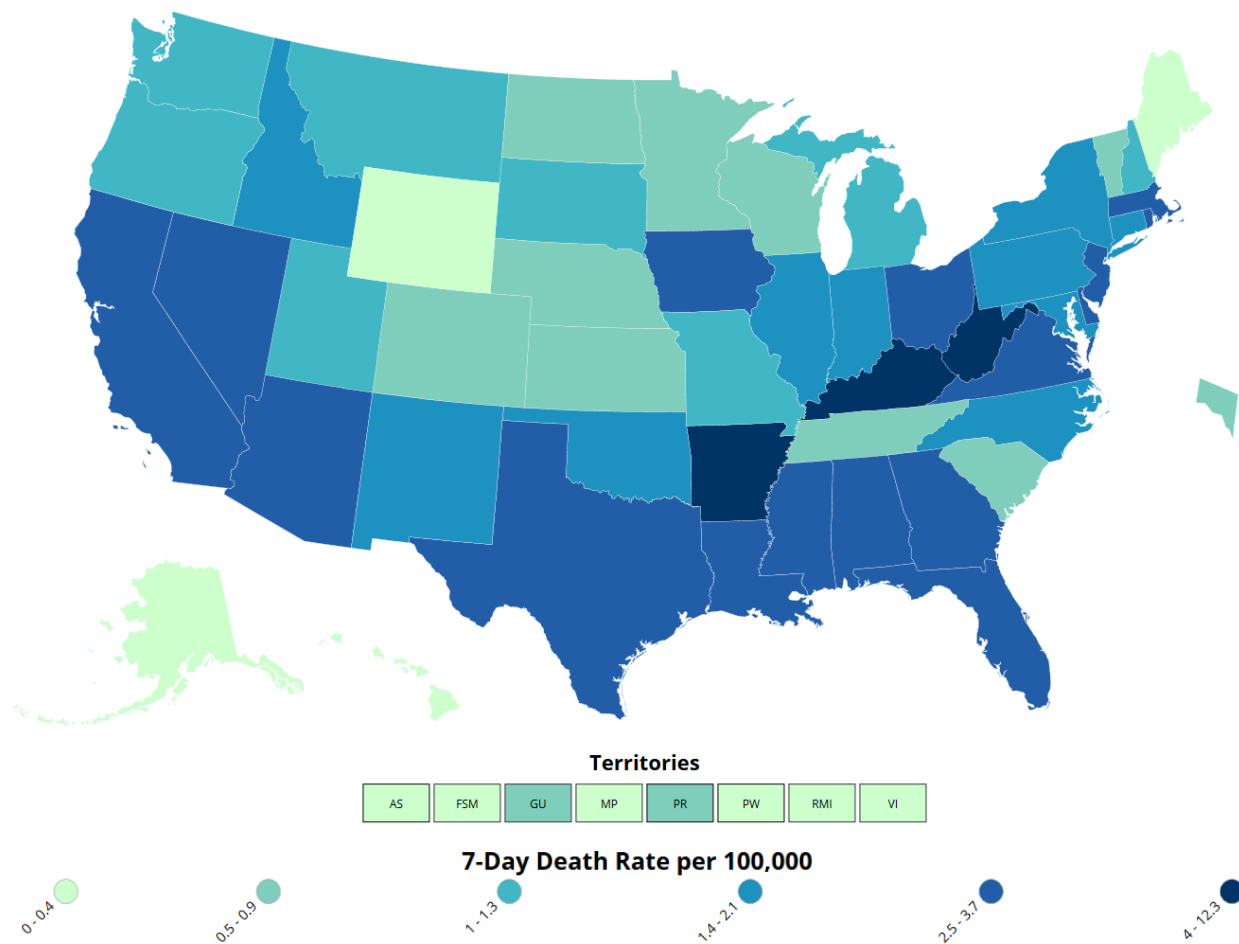 Territories
AS FSM GU MP PR PW RMI VI
7-Day Death Rate per 100,000
0 - 0.4 0.5 - 0.9 1 - 1.3 1.4 - 2.1 2.5 - 3.7 4 - 12.3